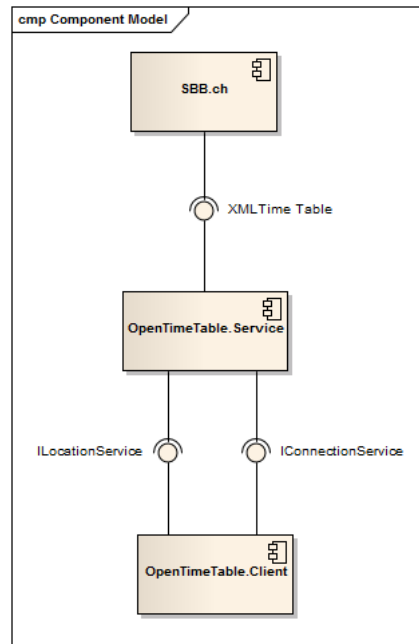 cmp Component Model
SBB.ch
XMLTime Table
OpenTimeTable.Service
ILocationService
IConnectionService
OpenTimeTable.Client